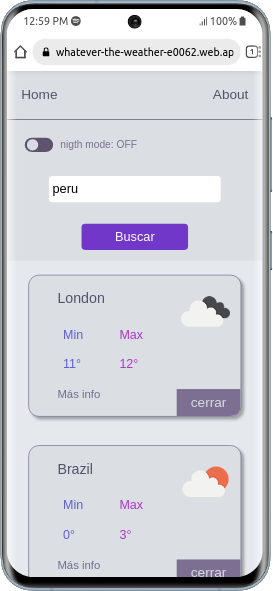 12:59 PM
100%
whatever-the-weather-e0062.web.ap
1
Home
About
nigth mode: OFF
peru
Buscar
London
Min Max
11° 12°
Más info
cerrar
Brazil
Min Max
0° 3°
Más info
cerrar